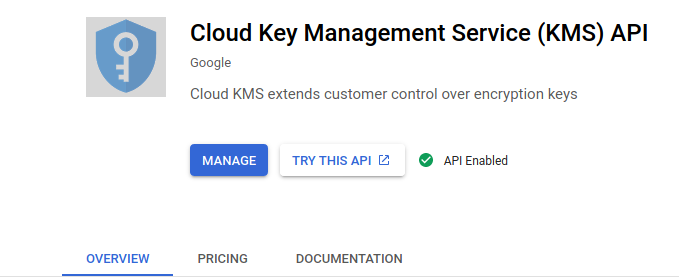 Cloud Key Management Service (KMS) API
Google
Cloud KMS extends customer control over encryption keys
MANAGE TRY THIS API API Enabled
OVERVIEW PRICING DOCUMENTATION